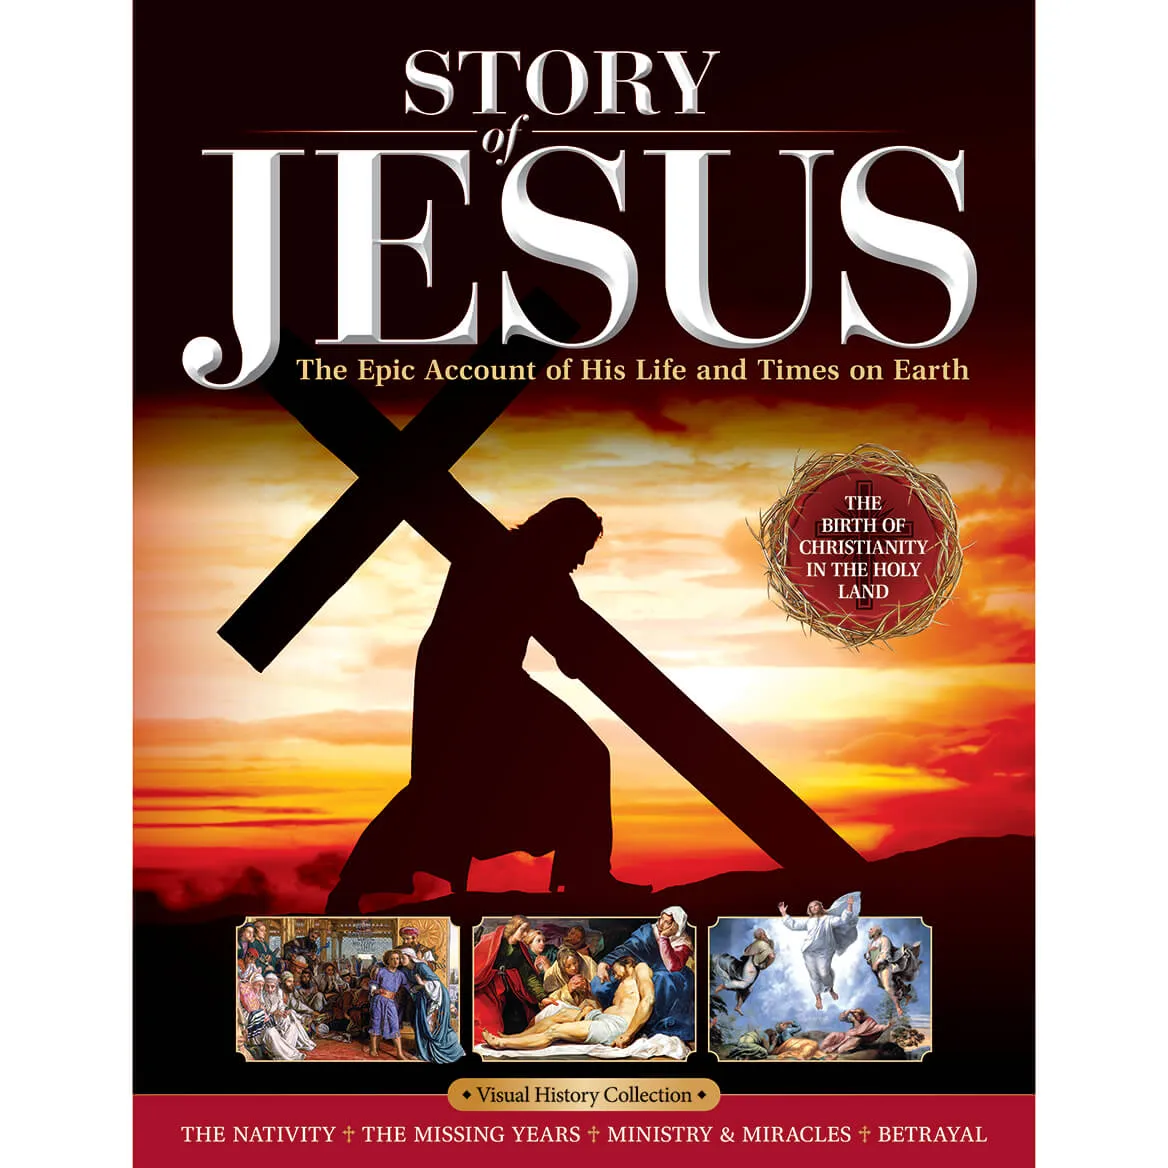 STORY
of
JESUS
The Epic Account of His Life and Times on Earth
THE
BIRTH OF
CHRISTIANITY
IN THE HOLY
LAND
Visual History Collection
THE NATIVITY ✝ THE MISSING YEARS ✝ MINISTRY & MIRACLES ✝ BETRAYAL